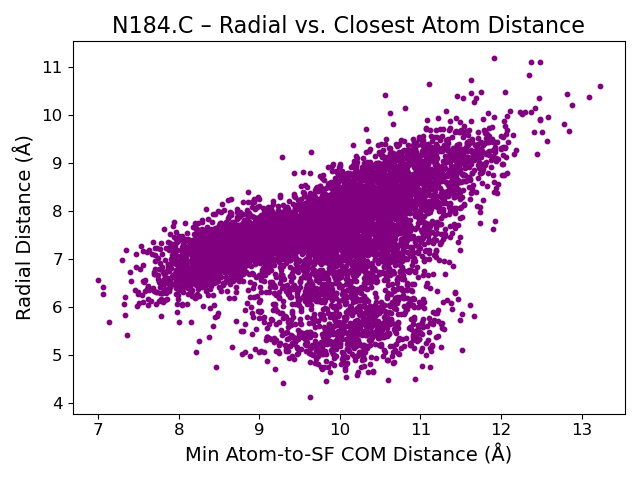 N184.C – Radial vs. Closest Atom Distance
Radial Distance (Å)
11
10
9
8
7
6
5
4
7 8 9 10 11 12 13
Min Atom-to-SF COM Distance (Å)